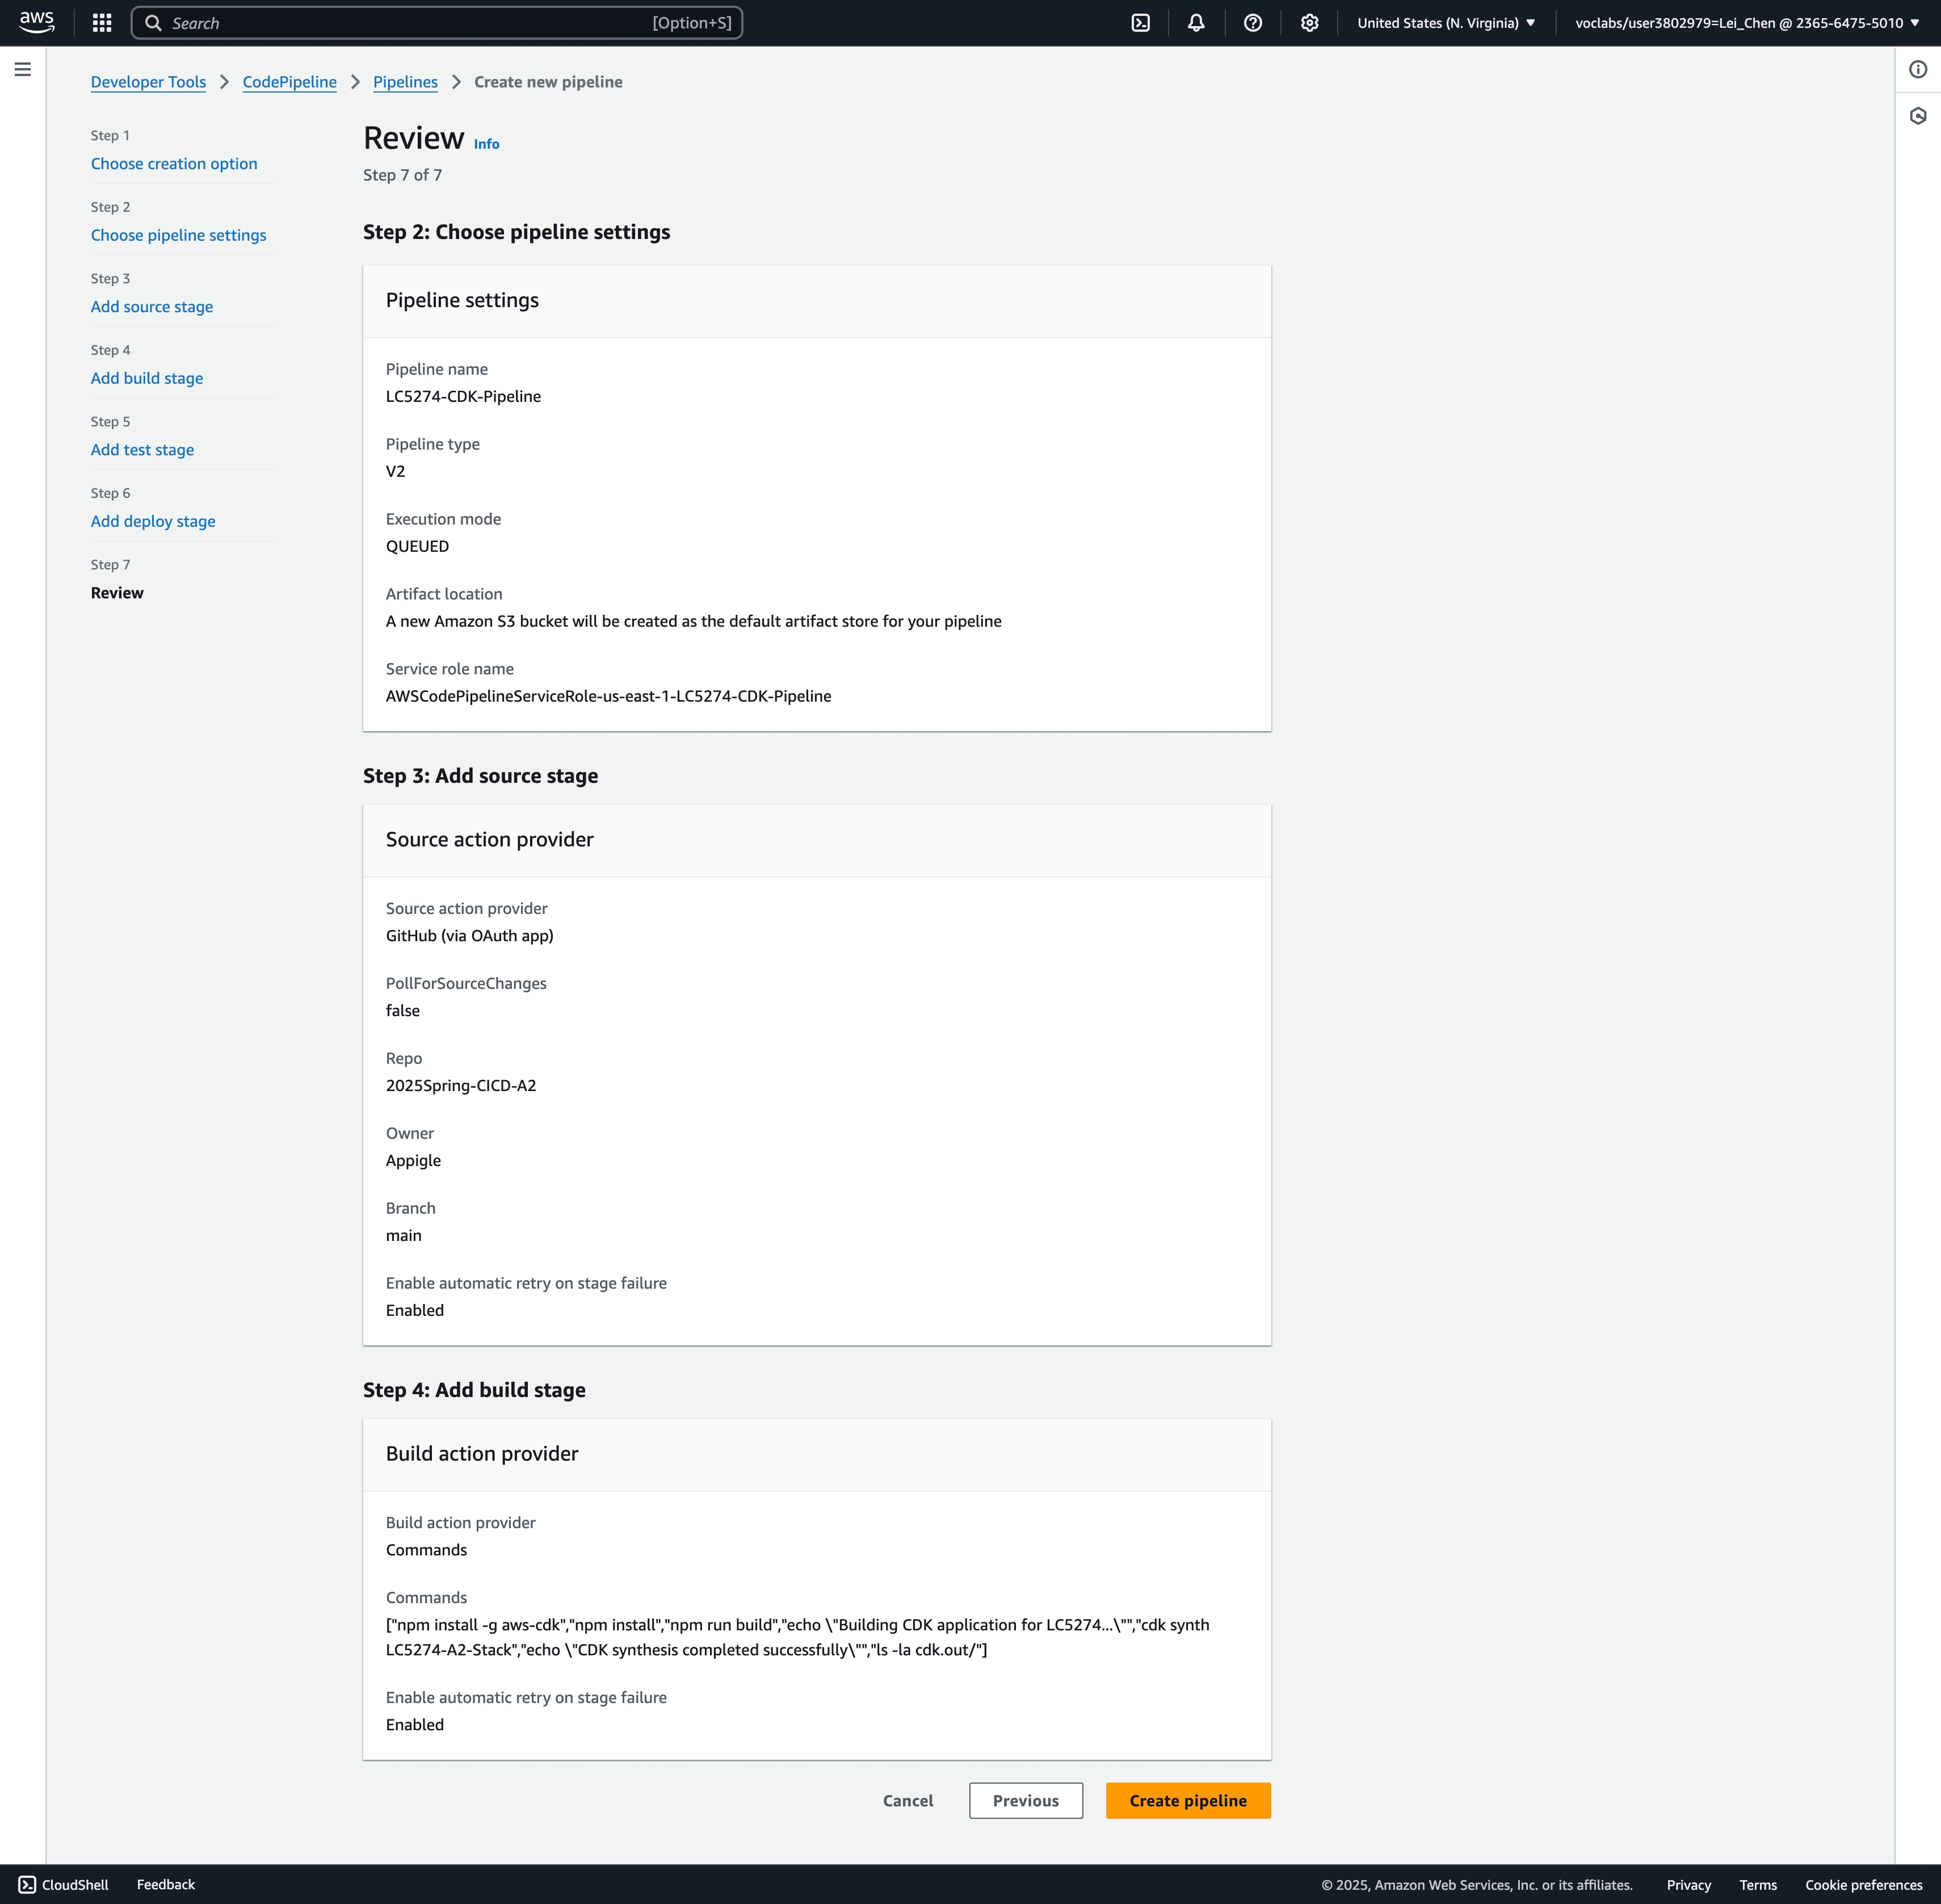 aws
Search
[Option+S]
United States (N. Virginia)
voclabs/user3802979=Lei_Chen @ 2365-6475-5010
Developer Tools
CodePipeline
Pipelines
Create new pipeline
Step 1
Choose creation option
Step 2
Choose pipeline settings
Step 3
Add source stage
Step 4
Add build stage
Step 5
Add test stage
Step 6
Add deploy stage
Step 7
Review
Review Info
Step 7 of 7
Step 2: Choose pipeline settings
Pipeline settings
Pipeline name
LC5274-CDK-Pipeline
Pipeline type
V2
Execution mode
QUEUED
Artifact location
A new Amazon S3 bucket will be created as the default artifact store for your pipeline
Service role name
AWSCodePipelineServiceRole-us-east-1-LC5274-CDK-Pipeline
Step 3: Add source stage
Source action provider
Source action provider
GitHub (via OAuth app)
PollForSourceChanges
false
Repo
2025Spring-CICD-A2
Owner
Appigle
Branch
main
Enable automatic retry on stage failure
Enabled
Step 4: Add build stage
Build action provider
Build action provider
Commands
Commands
["npm install -g aws-cdk","npm install","npm run build","echo \"Building CDK application for LC5274...\"","cdk synth
LC5274-A2-Stack","echo \"CDK synthesis completed successfully\"","ls -la cdk.out/"]
Enable automatic retry on stage failure
Enabled
Cancel
Previous
Create pipeline
CloudShell
Feedback
© 2025, Amazon Web Services, Inc. or its affiliates.
Privacy
Terms
Cookie preferences